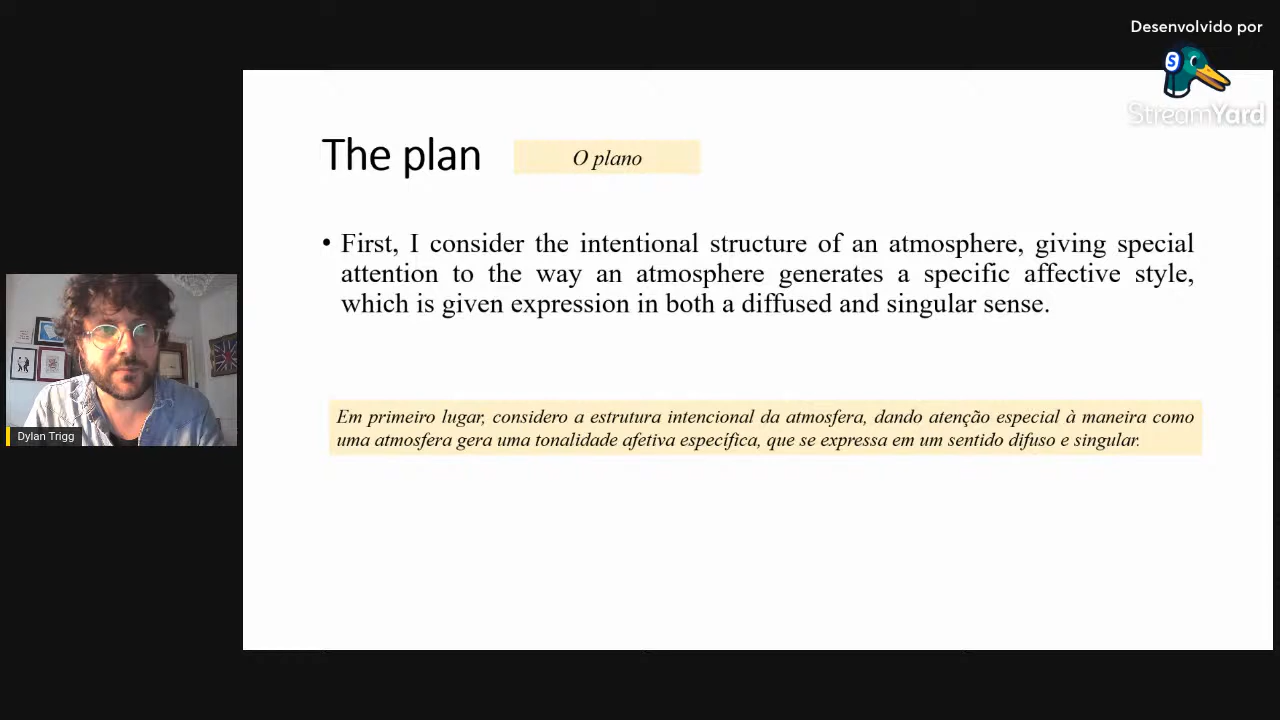 Desenvolvido por
StreamYard
The plan
O plano
• First, I consider the intentional structure of an atmosphere, giving special
attention to the way an atmosphere generates a specific affective style,
which is given expression in both a diffused and singular sense.
Em primeiro lugar, considero a estrutura intencional da atmosfera, dando atenção especial à maneira como
uma atmosfera gera uma tonalidade afetiva específica, que se expressa em um sentido difuso e singular.
Dylan Trigg